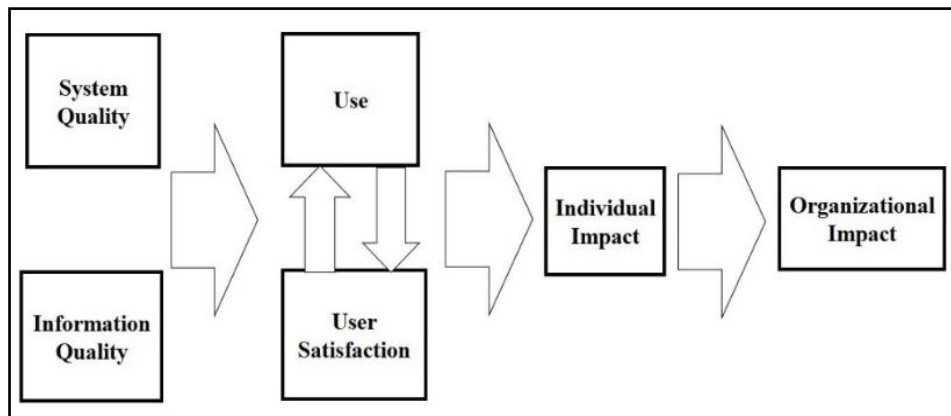 System
Quality
Use
Information
Quality
User
Satisfaction
Individual
Impact
Organizational
Impact